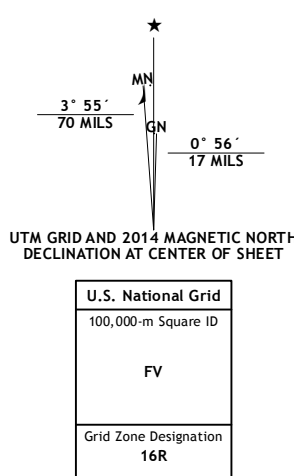 MN
3° 55´
70 MILS
GN
0° 56´
17 MILS
UTM GRID AND 2014 MAGNETIC NORTH
DECLINATION AT CENTER OF SHEET
U.S. National Grid
100,000-m Square ID
FV
Grid Zone Designation
16R